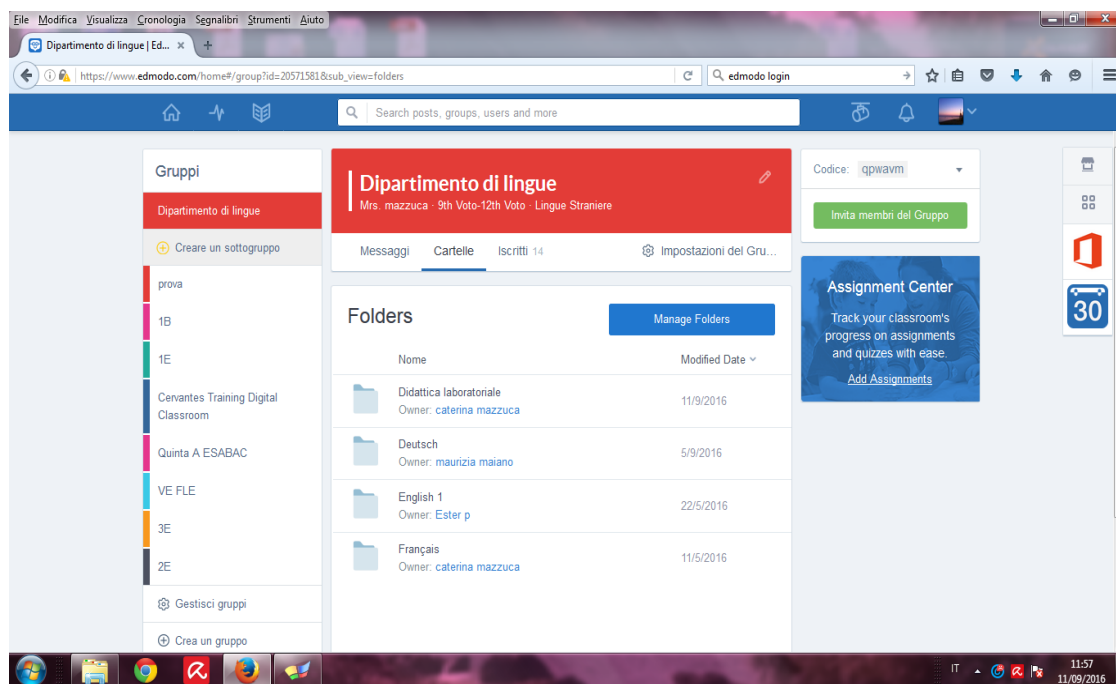 File Modifica Visualizza Cronologia Segnalibri Strumenti Aiuto
Dipartimento di lingue | Ed... × +
https://www.edmodo.com/home#/group?id=20571581&sub_view=folders
edmodo login
Search posts, groups, users and more
Gruppi
Dipartimento di lingue
Creare un sottogruppo
prova
1B
1E
Cervantes Training Digital
Classroom
Quinta A ESABAC
VE FLE
3E
2E
Gestisci gruppi
Crea un gruppo
Dipartimento di lingue
Mrs. mazzuca · 9th Voto-12th Voto · Lingue Straniere
Messaggi Cartelle Iscritti 14 Impostazioni del Gru...
Folders
Manage Folders
Nome Modified Date
Didattica laboratoriale
Owner: caterina mazzuca
11/9/2016
Deutsch
Owner: maurizia maiano
5/9/2016
English 1
Owner: Ester p
22/5/2016
Français
Owner: caterina mazzuca
11/5/2016
Codice: qpwavm
Invita membri del Gruppo
Assignment Center
Track your classroom's
progress on assignments
and quizzes with ease.
Add Assignments
30
IT
11:57
11/09/2016